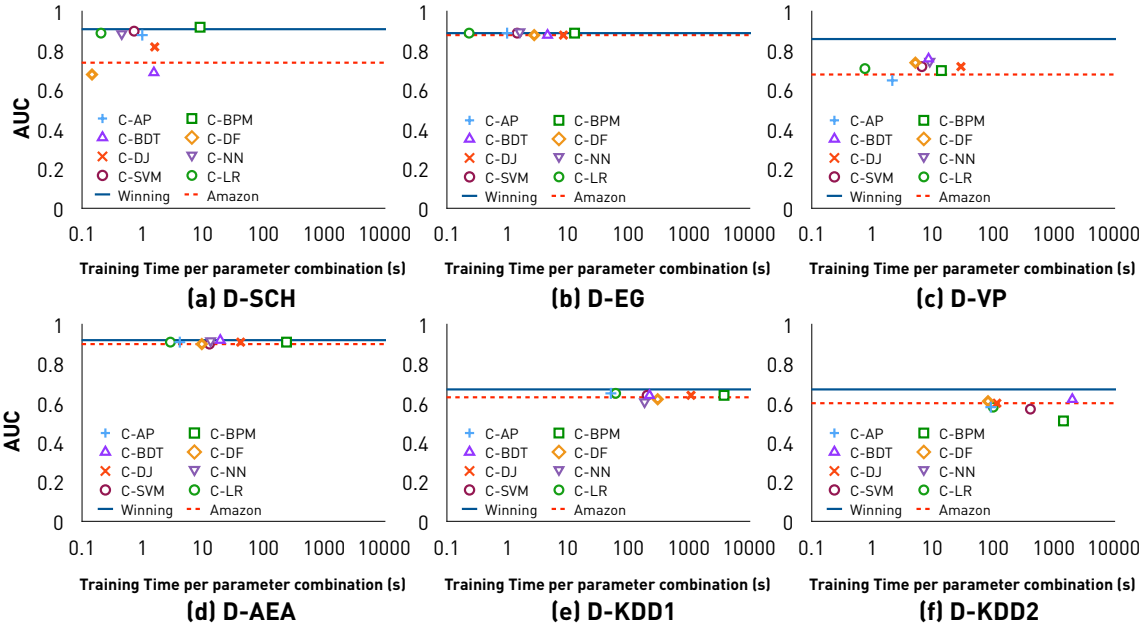 1
0.8
0.6
0.4
0.2
0
AUC
C-AP C-BPM
C-BDT C-DF
C-DJ C-NN
C-SVM C-LR
Winning Amazon
0.1 1 10 100 1000 10000
Training Time per parameter combination (s)
(a) D-SCH
1
0.8
0.6
0.4
0.2
0
C-AP C-BPM
C-BDT C-DF
C-DJ C-NN
C-SVM C-LR
Winning Amazon
0.1 1 10 100 1000 10000
Training Time per parameter combination (s)
(b) D-EG
1
0.8
0.6
0.4
0.2
0
C-AP C-BPM
C-BDT C-DF
C-DJ C-NN
C-SVM C-LR
Winning Amazon
0.1 1 10 100 1000 10000
Training Time per parameter combination (s)
(c) D-VP
1
0.8
0.6
0.4
0.2
0
AUC
C-AP C-BPM
C-BDT C-DF
C-DJ C-NN
C-SVM C-LR
Winning Amazon
0.1 1 10 100 1000 10000
Training Time per parameter combination (s)
(d) D-AEA
1
0.8
0.6
0.4
0.2
0
C-AP C-BPM
C-BDT C-DF
C-DJ C-NN
C-SVM C-LR
Winning Amazon
0.1 1 10 100 1000 10000
Training Time per parameter combination (s)
(e) D-KDD1
1
0.8
0.6
0.4
0.2
0
C-AP C-BPM
C-BDT C-DF
C-DJ C-NN
C-SVM C-LR
Winning Amazon
0.1 1 10 100 1000 10000
Training Time per parameter combination (s)
(f) D-KDD2